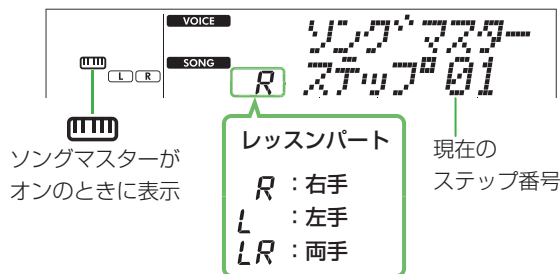 VOICE
ソングマスター
L R
SONG
R
ステップ01
ソングマスターが
オンのときに表示
レッスンパート
R：右手
L：左手
LR：両手
現在の
ステップ番号